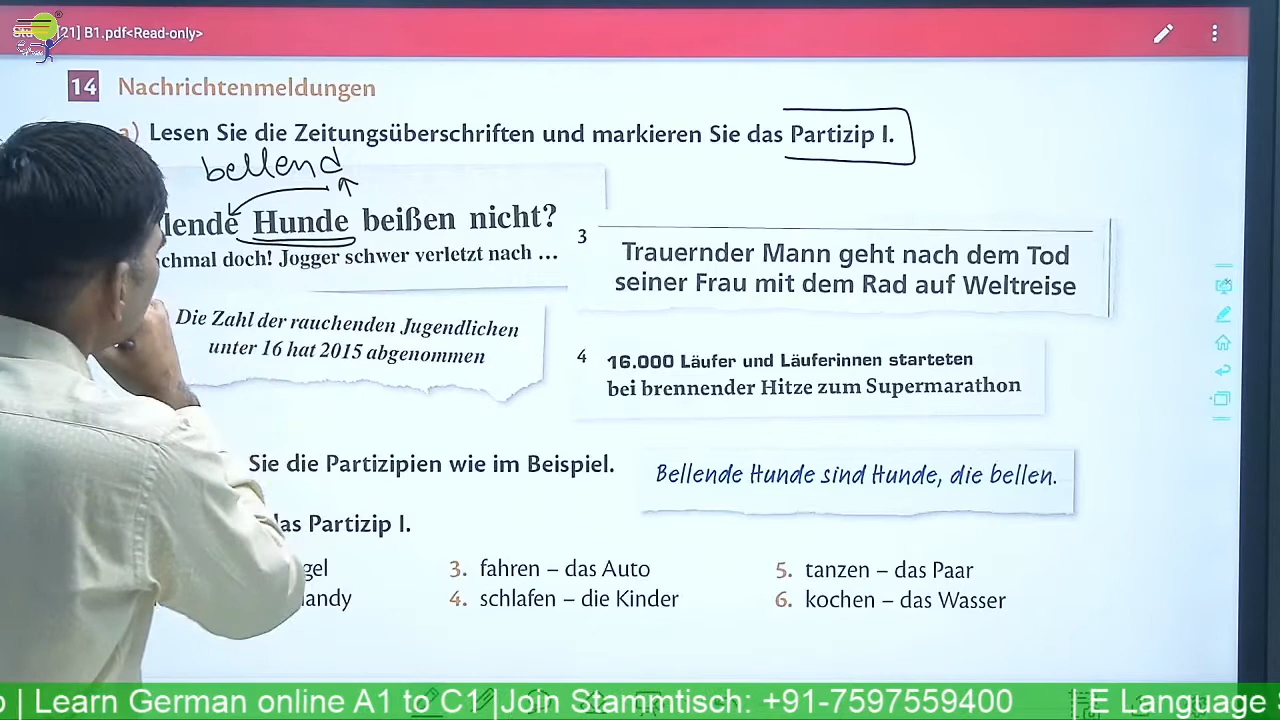 21] B1.pdf<Read-only>
14 Nachrichtenmeldungen
a) Lesen Sie die Zeitungsüberschriften und markieren Sie das Partizip I.
bellend
Hunde beißen nicht?
doch! Jogger schwer verletzt nach ...
Die Zahl der rauchenden Jugendlichen
unter 16 hat 2015 abgenommen
3
Trauernder Mann geht nach dem Tod
seiner Frau mit dem Rad auf Weltreise
4
16.000 Läufer und Läuferinnen starteten
bei brennender Hitze zum Supermarathon
Sie die Partizipien wie im Beispiel.
Bellende Hunde sind Hunde, die bellen.
das Partizip I.
3. fahren – das Auto
5. tanzen – das Paar
4. schlafen – die Kinder
6. kochen – das Wasser
| Learn German online A1 to C1 |Join Stammtisch: +91-7597559400 | E Language